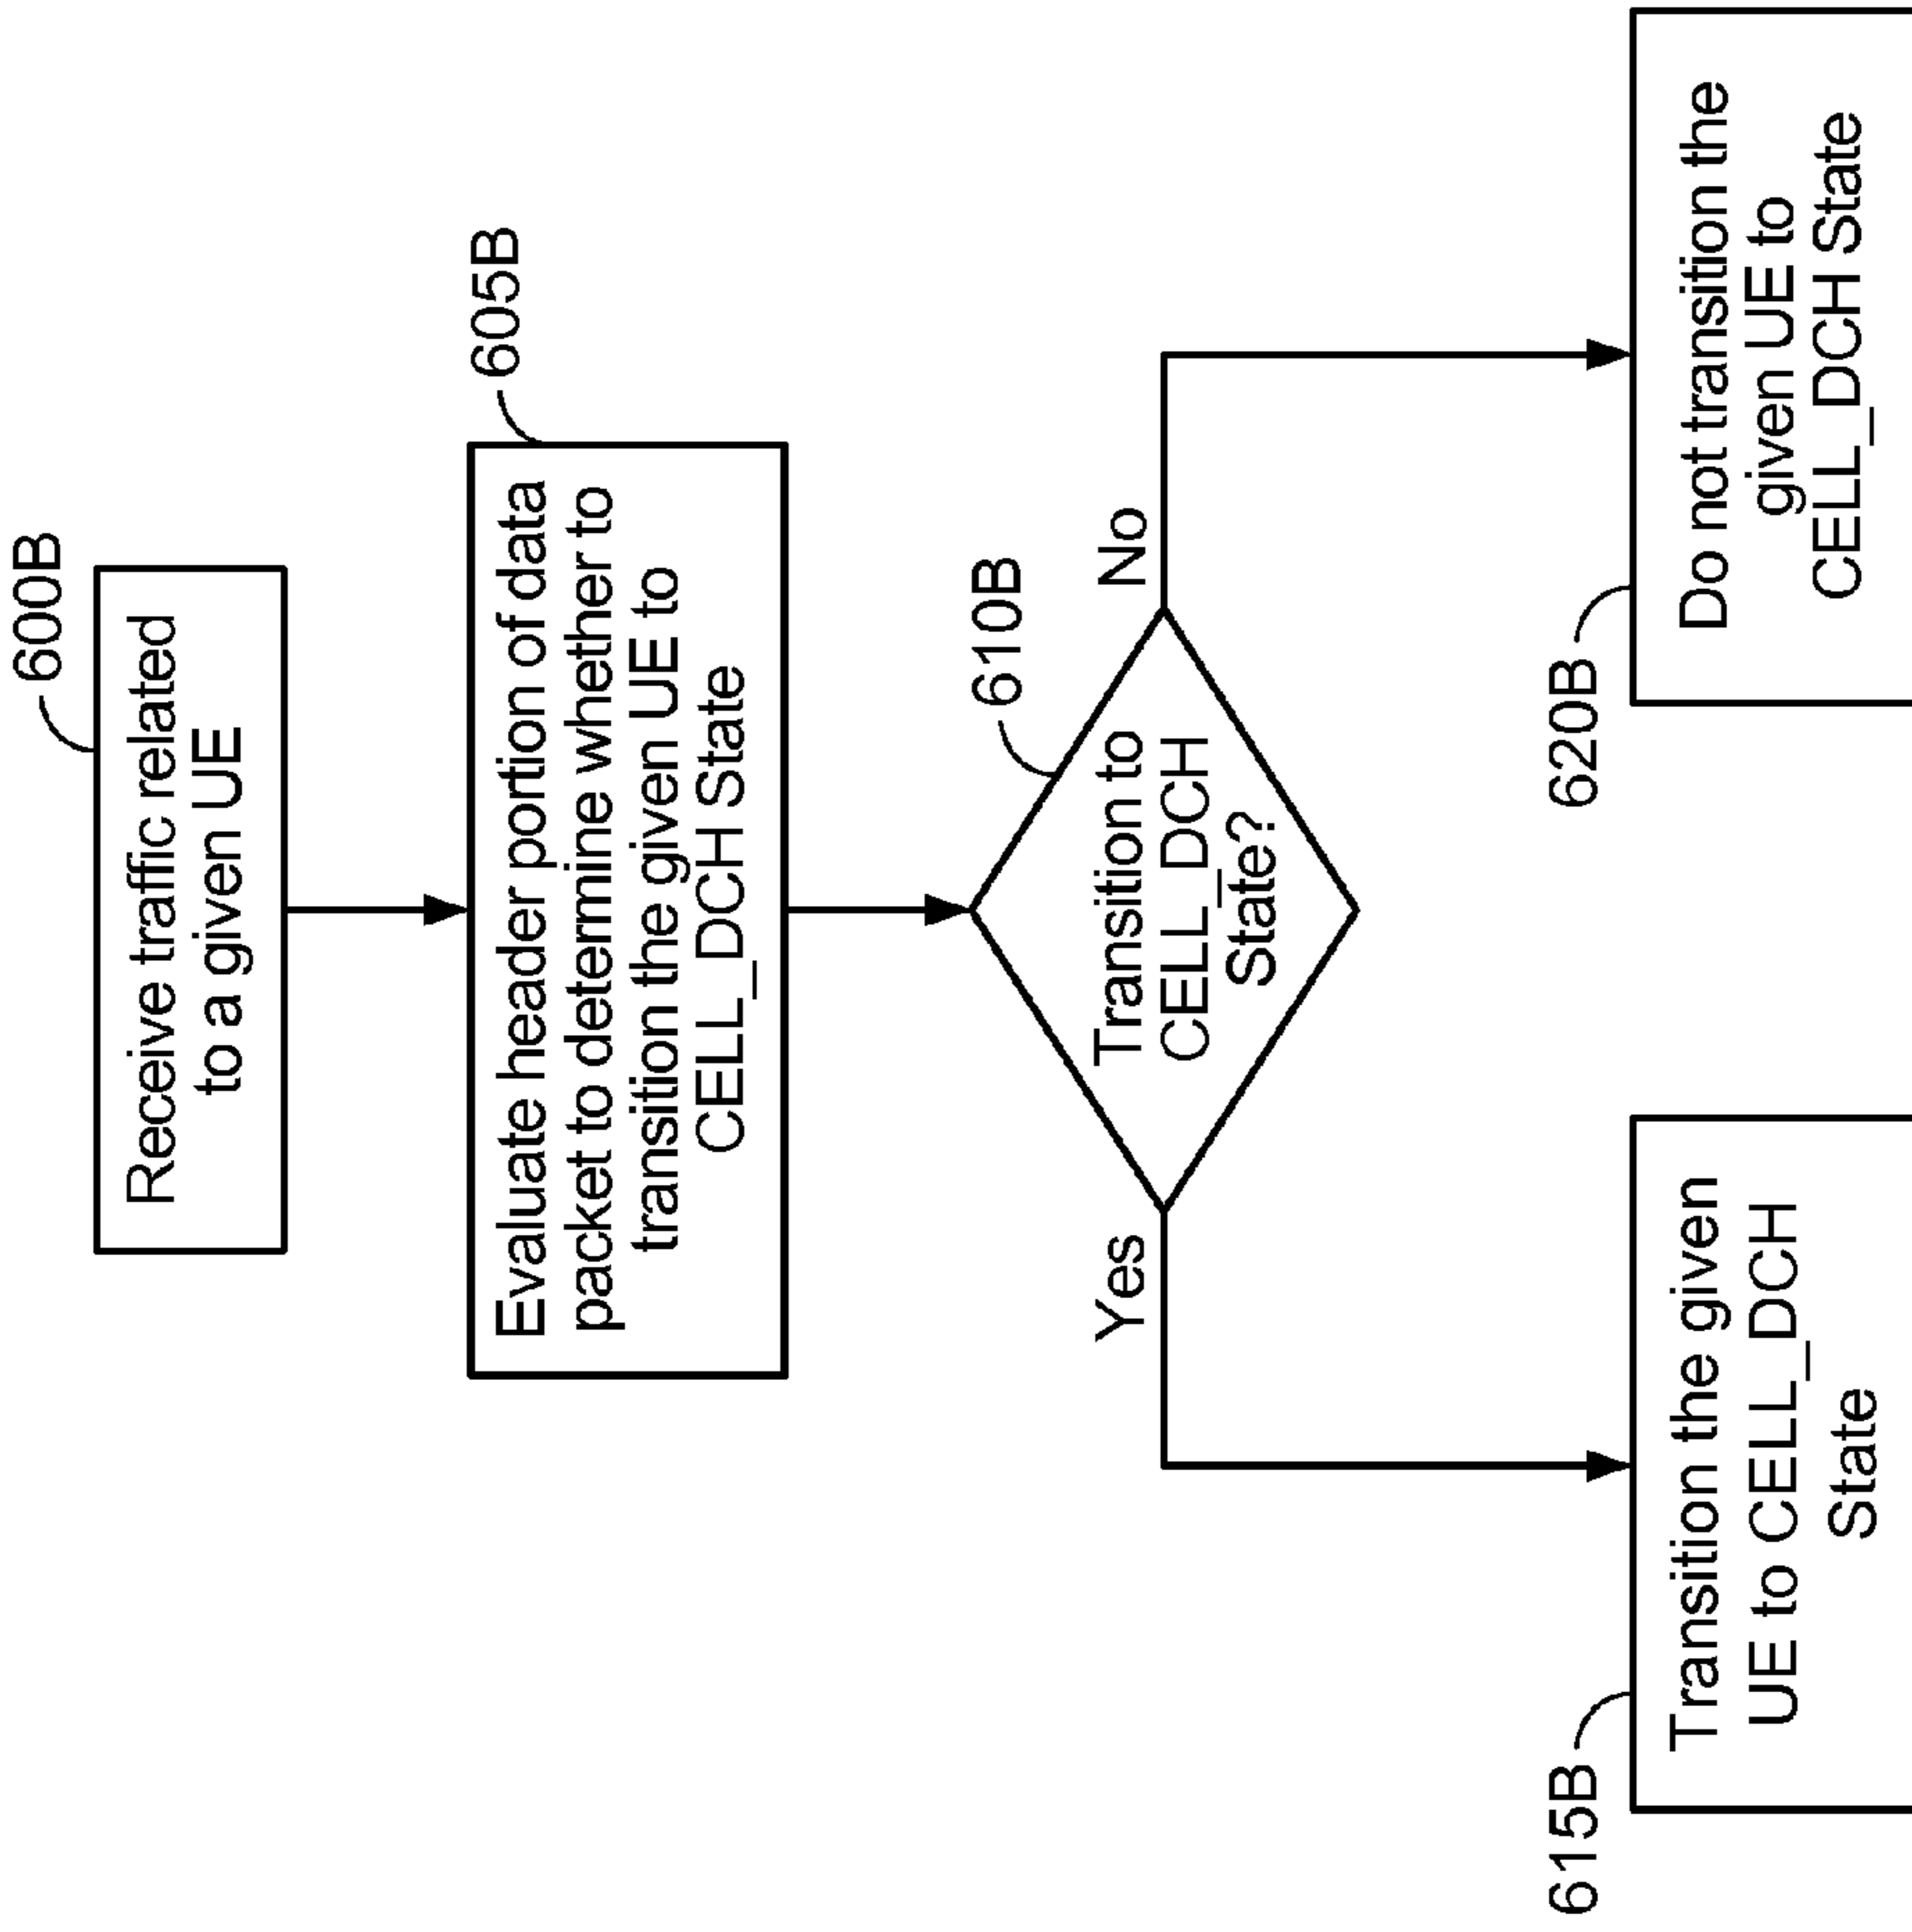 600B
Receive traffic related
to a given UE
605B
Evaluate header portion of data
packet to determine whether to
transition the given UE to
CELL_DCH State
610B
Transition to
CELL_DCH
State?
Yes
No
615B
Transition the given
UE to CELL_DCH
State
620B
Do not transition the
given UE to
CELL_DCH State